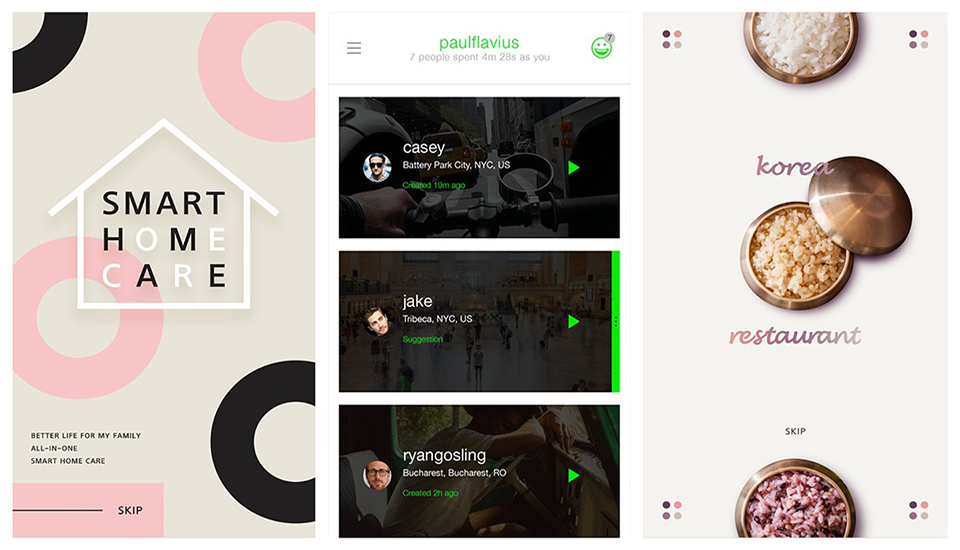 SMART
HOME
CARE
BETTER LIFE FOR MY FAMILY
ALL-IN-ONE
SMART HOME CARE
SKIP
paulflavius
7
7 people spent 4m 28s as you
casey
Battery Park City, NYC, US
Created 19m ago
jake
Tribeca, NYC, US
Suggestion
ryangosling
Bucharest, Bucharest, RO
Created 2h ago
korea
restaurant
SKIP